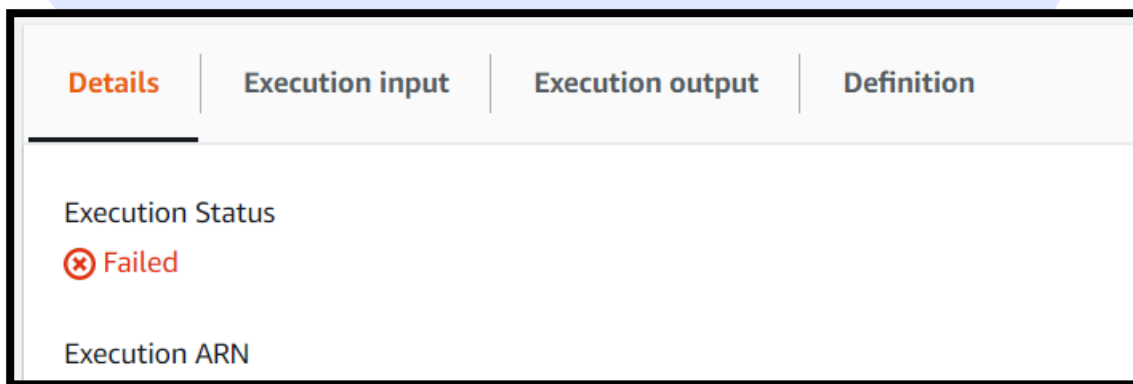 Details Execution input Execution output Definition
Execution Status
Failed
Execution ARN